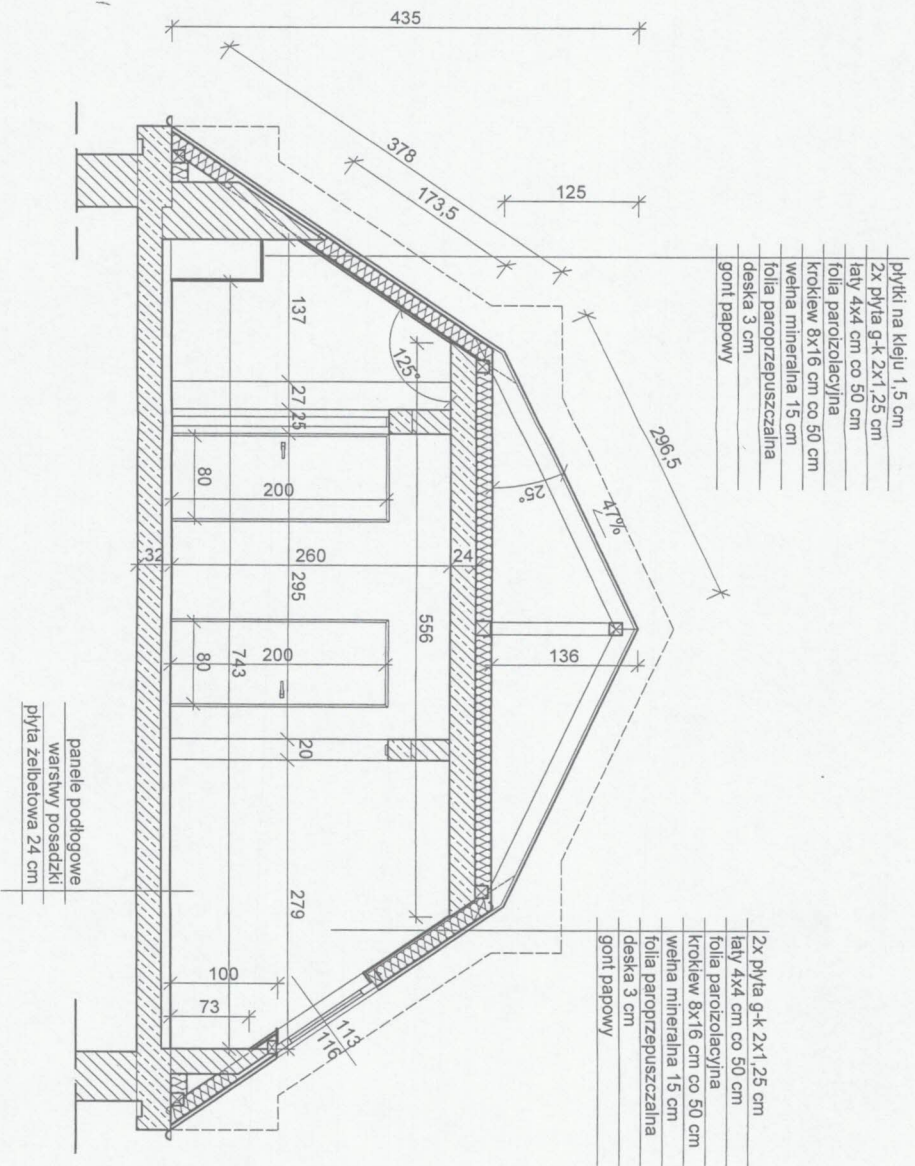 435
378
173,5
125
296,5
47%
25°
125°
136
137
27
25
80
200
32
260
24
295
556
80
743
200
20
279
100
73
113
116
płytki na kleju 1,5 cm
2x płyta g-k 2x1,25 cm
łaty 4x4 cm co 50 cm
folia paroizolacyjna
krokiew 8x16 cm co 50 cm
wełna mineralna 15 cm
folia paroprzepuszczalna
deska 3 cm
gont papowy
2x płyta g-k 2x1,25 cm
łaty 4x4 cm co 50 cm
folia paroizolacyjna
krokiew 8x16 cm co 50 cm
wełna mineralna 15 cm
folia paroprzepuszczalna
deska 3 cm
gont papowy
panele podłogowe
warstwy posadzki
płyta żelbetowa 24 cm